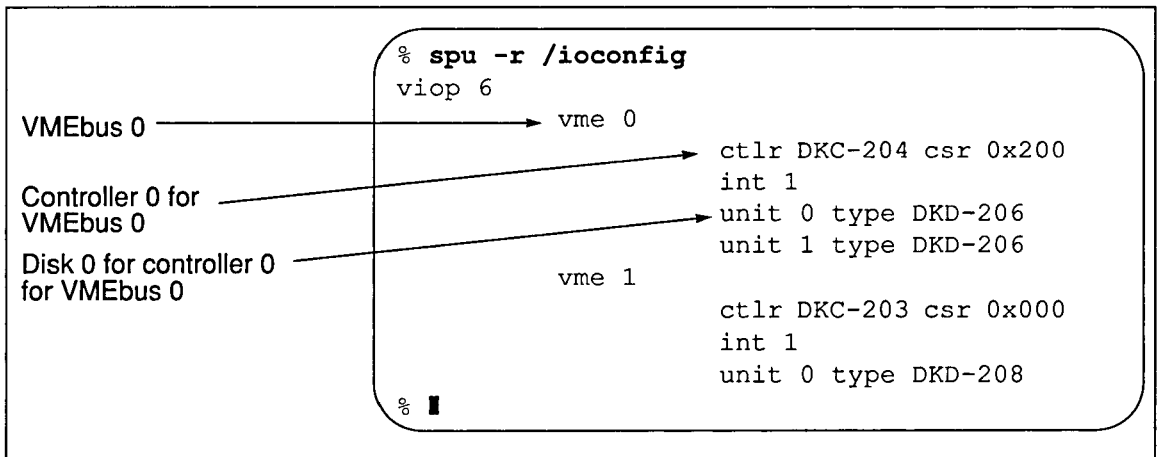 % spu -r /ioconfig
viop 6
VMEbus 0
vme 0
Controller 0 for
VMEbus 0
ctlr DKC-204 csr 0x200
int 1
Disk 0 for controller 0
for VMEbus 0
unit 0 type DKD-206
unit 1 type DKD-206
vme 1
ctlr DKC-203 csr 0x000
int 1
unit 0 type DKD-208
%